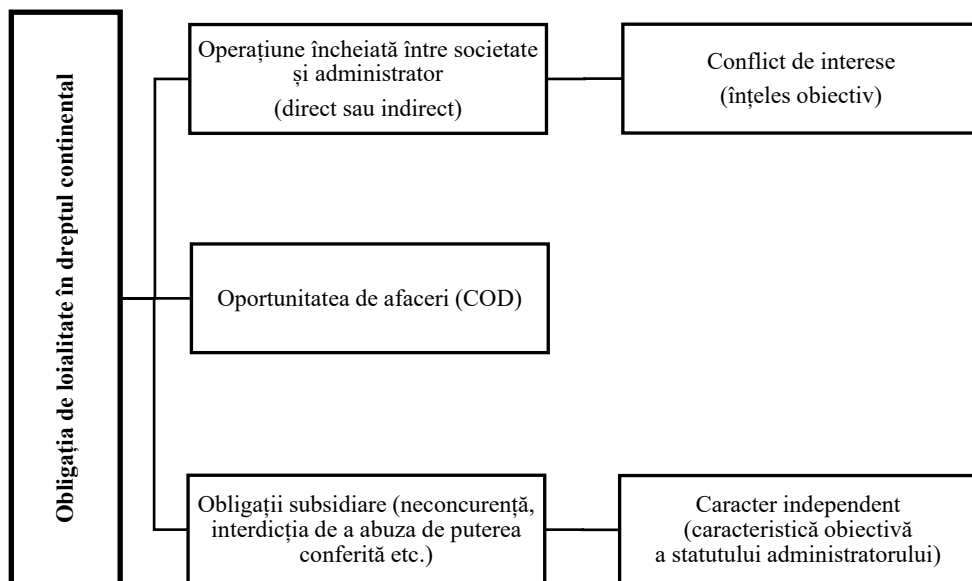 Obligația de loialitate în dreptul continental
Operațiune încheiată între societate
și administrator
(direct sau indirect)
Conflict de interese
(înțeles obiectiv)
Oportunitatea de afaceri (COD)
Obligații subsidiare (neconcurență,
interdicția de a abuza de puterea
conferită etc.)
Caracter independent
(caracteristică obiectivă
a statutului administratorului)